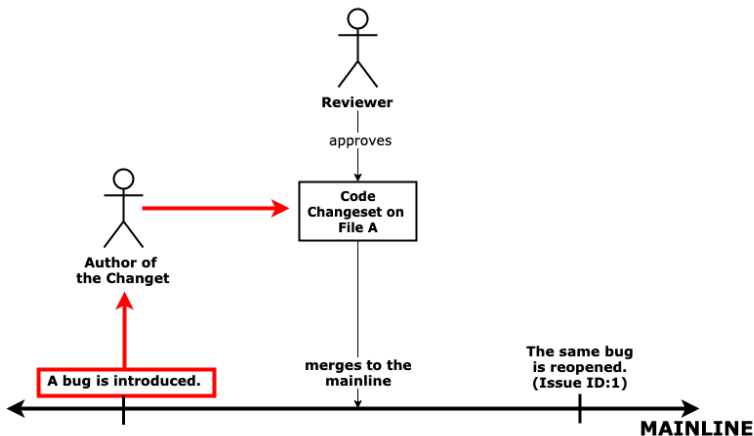 Reviewer
approves
Code
Changeset on
File A
Author of
the Changet
A bug is introduced.
merges to the
mainline
The same bug
is reopened.
(Issue ID:1)
MAINLINE